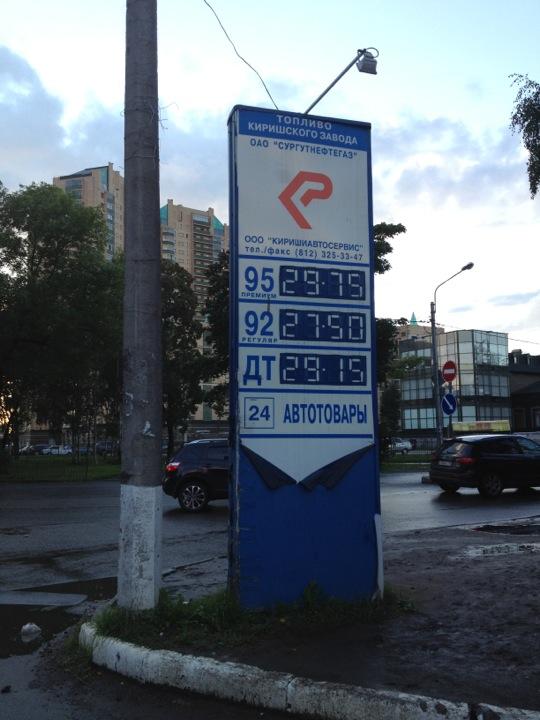 ТОПЛИВО
КИРИШСКОГО ЗАВОДА
ОАО "СУРГУТНЕФТЕГАЗ"
ООО "КИРИШИАВТОСЕРВИС"
тел./факс (812) 325-33-47
95 29:75
ПРЕМИУМ
92 27:50
РЕГУЛЯР
ДТ 29:15
24 АВТОТОВАРЫ